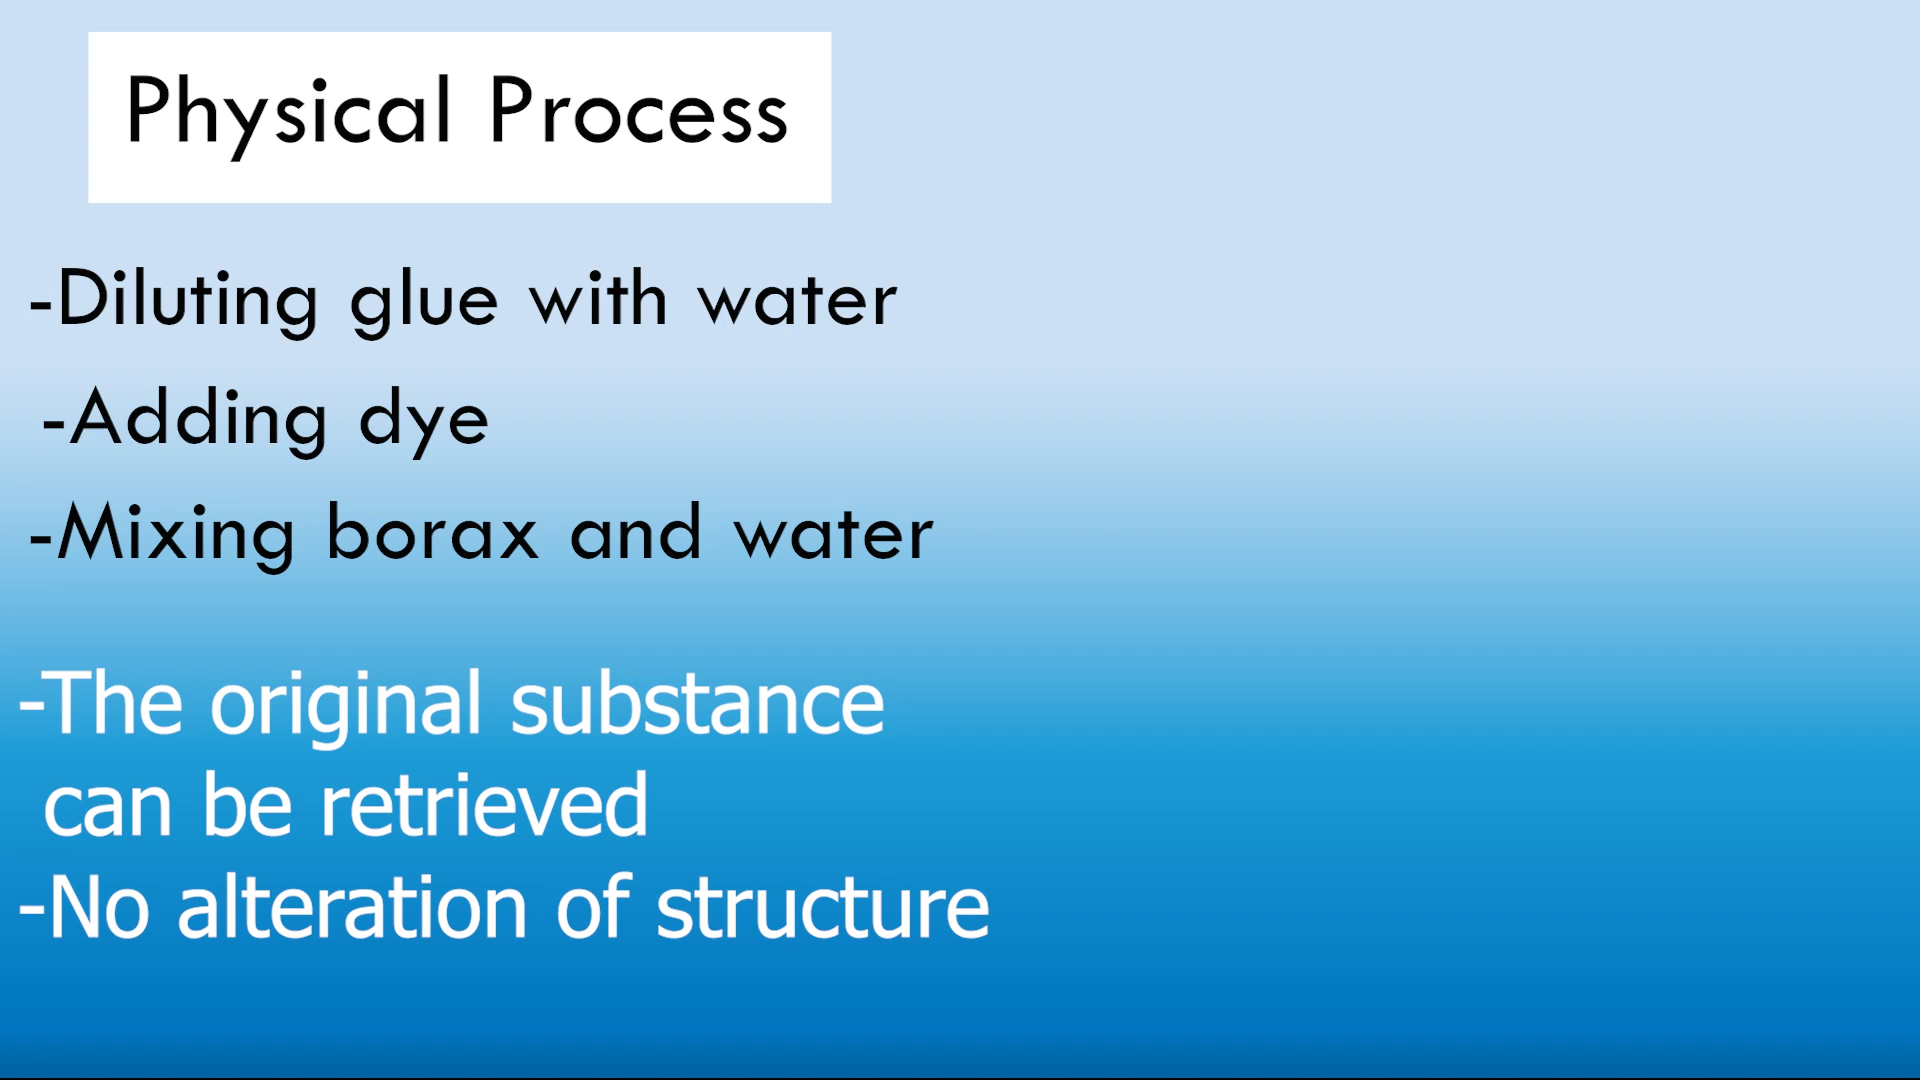 Physical Process
-Diluting glue with water
-Adding dye
-Mixing borax and water
-The original substance
can be retrieved
-No alteration of structure